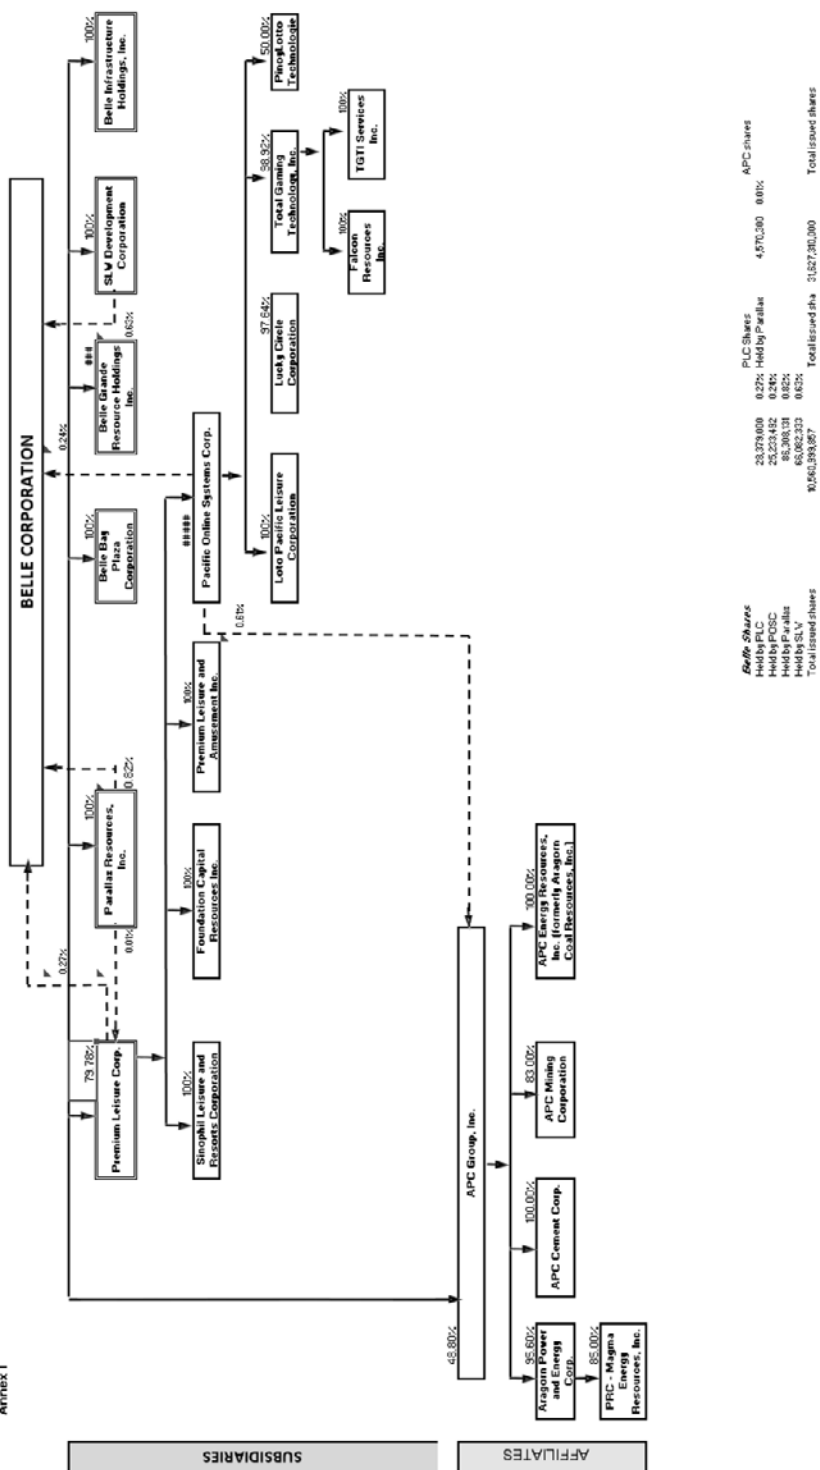 Annex I
BELLE CORPORATION
SUBSIDIARIES
AFFILIATES
79.78%
Premium Leisure Corp.
0.27%
0.01%
100%
Parallax Resources,
Inc.
0.82%
100%
Belle Bay
Plaza
Corporation
0.24%
###
Belle Grande
Resource Holdings
Inc.
0.63%
100%
SLW Development
Corporation
100%
Belle Infrastructure
Holdings, Inc.
100%
Sinophil Leisure and
Resorts Corporation
100%
Foundation Capital
Resources Inc.
100%
Premium Leisure and
Amusement Inc.
#####
Pacific Online Systems Corp.
0.61%
100%
Loto Pacific Leisure
Corporation
97.64%
Lucky Circle
Corporation
98.92%
Total Gaming
Technology, Inc.
50.00%
PinoyLotto
Technologie
100%
Falcon
Resources
Inc.
100%
TGTI Services
Inc.
48.80%
APC Group, Inc.
95.60%
Aragorn Power
and Energy
Corp.
85.00%
PRC - Magma
Energy
Resources, Inc.
100.00%
APC Cement Corp.
83.00%
APC Mining
Corporation
100.00%
APC Energy Resources,
Inc. (formerly Aragorn
Coal Resources, Inc.)
Belle Shares PLC Shares APC shares
Held by PLC 28,379,000 0.27% Held by Parallax 4,570,300 0.01%
Held by POSC 25,233,492 0.24%
Held by Parallax 86,308,131 0.82%
Held by SLW 66,082,333 0.63%
Total issued shares 10,560,999,857 Total issued sha 31,627,310,000 Total issued shares